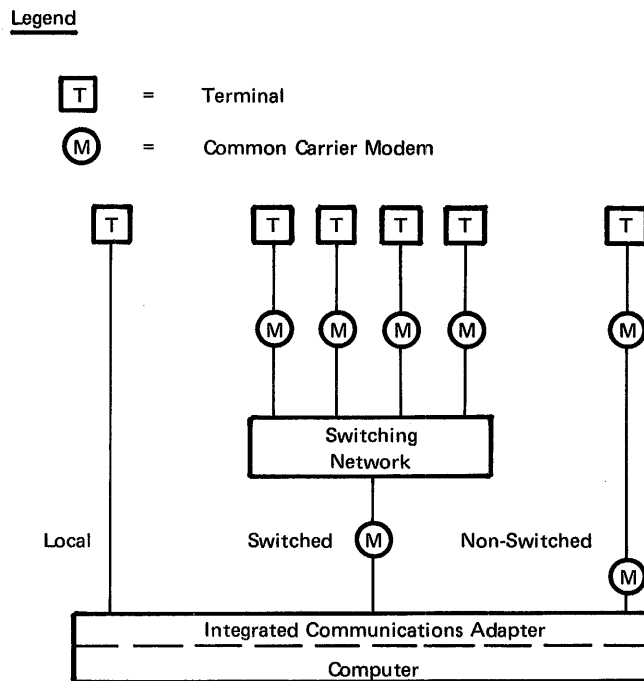 Legend
T = Terminal
M = Common Carrier Modem
T T T T T T
M M M M M
Switching
Network
Local Switched M Non-Switched
M
Integrated Communications Adapter
Computer